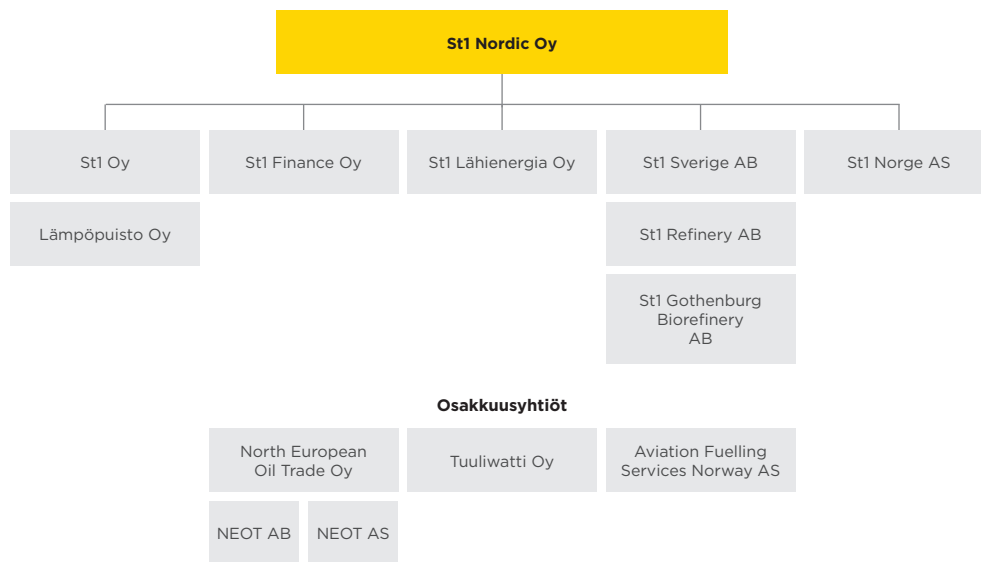 St1 Nordic Oy
St1 Oy
St1 Finance Oy
St1 Lähienergia Oy
St1 Sverige AB
St1 Norge AS
Lämpöpuisto Oy
St1 Refinery AB
St1 Gothenburg
Biorefinery
AB
Osakkuusyhtiöt
North European
Oil Trade Oy
Tuuliwatti Oy
Aviation Fuelling
Services Norway AS
NEOT AB
NEOT AS